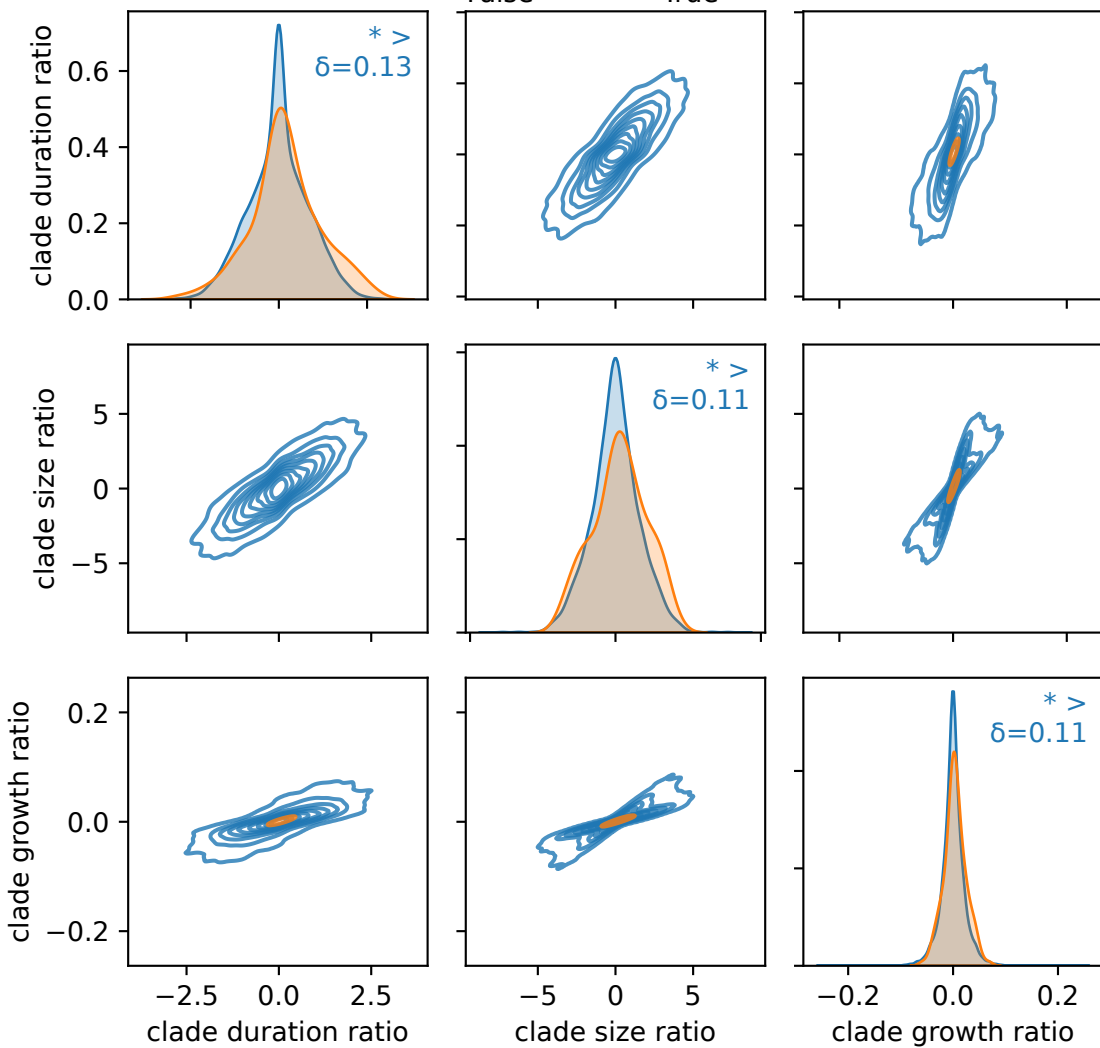 clade duration ratio
0.6
0.4
0.2
0.0
* >
δ=0.13
clade size ratio
5
0
−5
* >
δ=0.11
clade growth ratio
0.2
0.0
−0.2
* >
δ=0.11
−2.5 0.0 2.5
−5 0 5
−0.2 0.0 0.2
clade duration ratio
clade size ratio
clade growth ratio